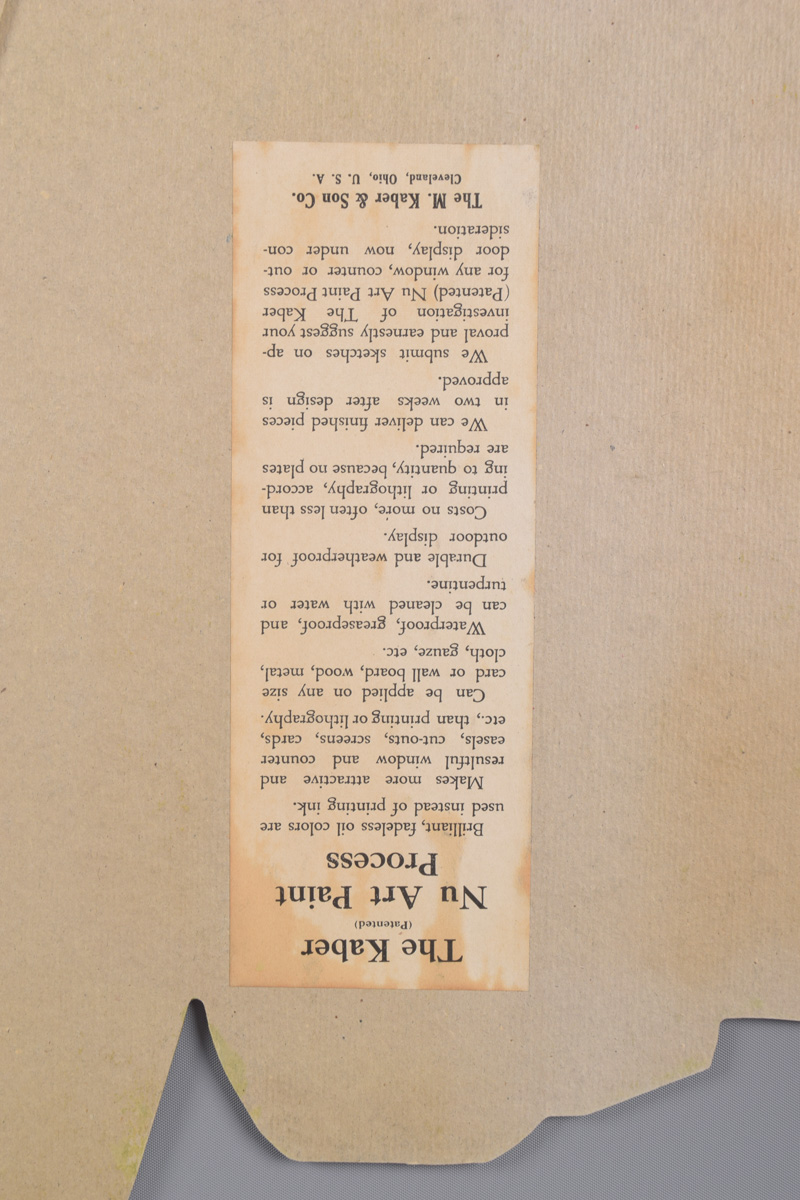 The Kaber
(Patented)
Nu Art Paint
Process
Brilliant, fadeless oil colors are
used instead of printing ink.
Makes more attractive and
resultful window and counter
easels, cut-outs, screens, cards,
etc., than printing or lithography.
Can be applied on any size
card or wall board, wood, metal,
cloth, gauze, etc.
Waterproof, greaseproof, and
can be cleaned with water or
turpentine.
Durable and weatherproof for
outdoor display.
Costs no more, often less than
printing or lithography, accord-
ing to quantity, because no plates
are required.
We can deliver finished pieces
in two weeks after design is
approved.
We submit sketches on ap-
proval and earnestly suggest your
investigation of The Kaber
(Patented) Nu Art Paint Process
for any window, counter or out-
door display, now under con-
sideration.
The M. Kaber & Son Co.
Cleveland, Ohio, U. S. A.